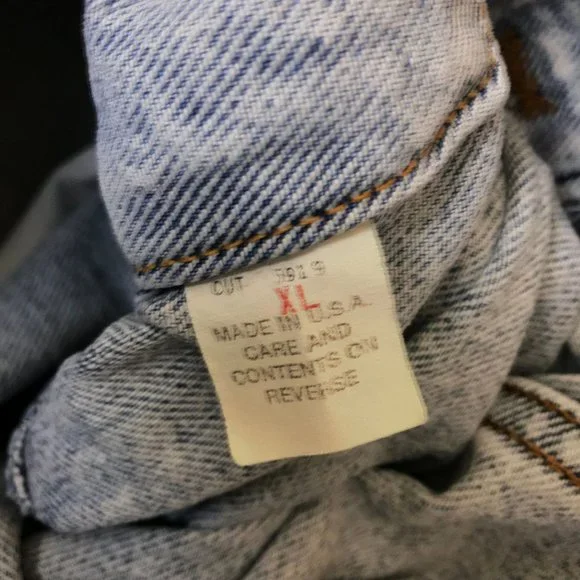 CUT 5919
XL
MADE IN U.S.A.
CARE AND
CONTENTS ON
REVERSE